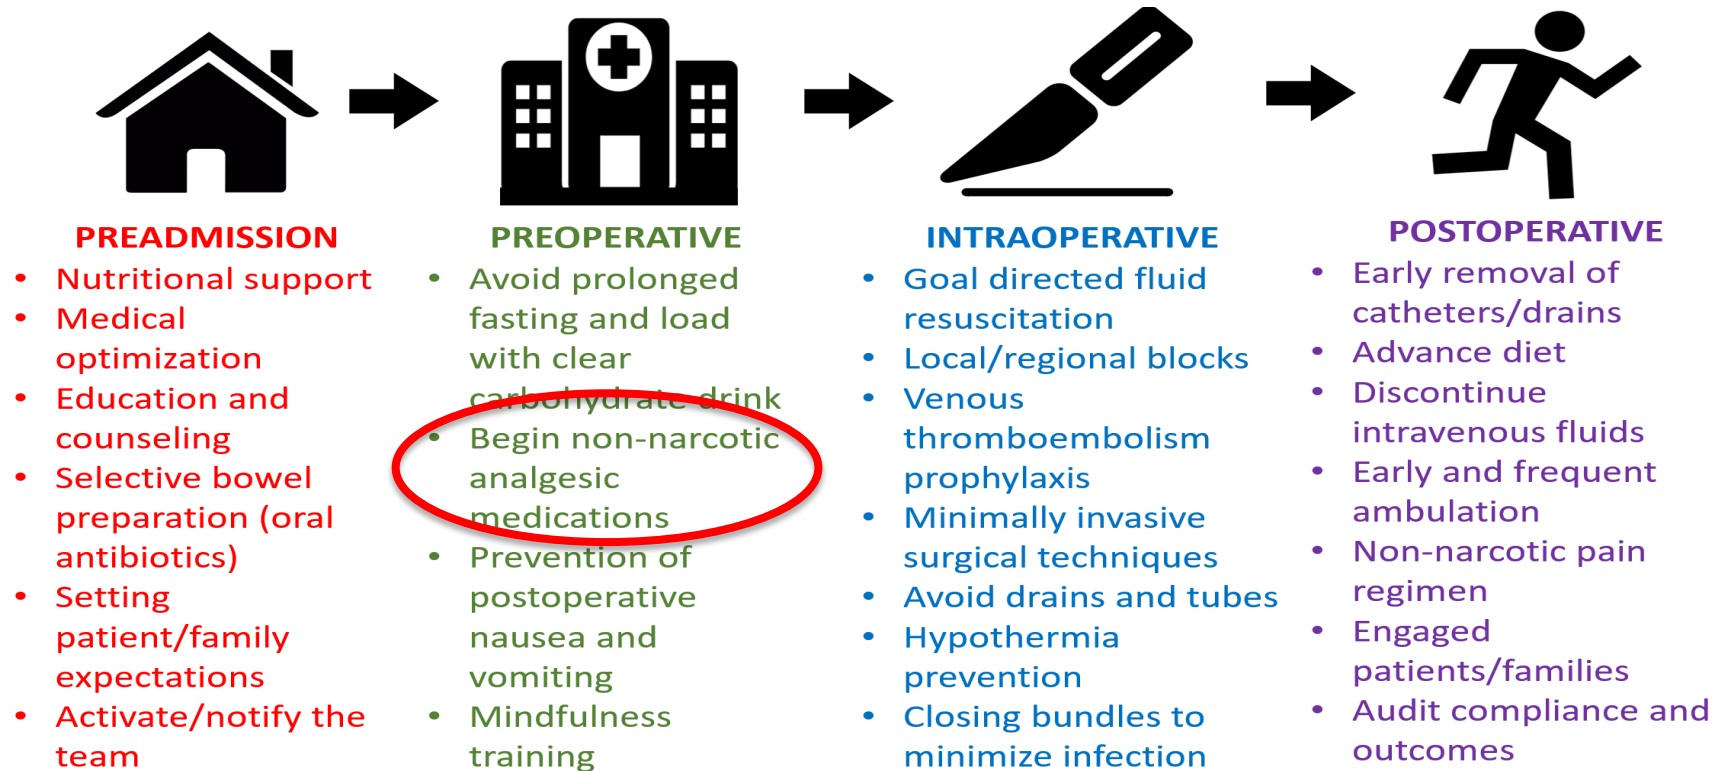 PREADMISSION
• Nutritional support
• Medical
optimization
• Education and
counseling
• Selective bowel
preparation (oral
antibiotics)
• Setting
patient/family
expectations
• Activate/notify the
team
PREOPERATIVE
• Avoid prolonged
fasting and load
with clear
carbohydrate drink
• Begin non-narcotic
analgesic
medications
• Prevention of
postoperative
nausea and
vomiting
• Mindfulness
training
INTRAOPERATIVE
• Goal directed fluid
resuscitation
• Local/regional blocks
• Venous
thromboembolism
prophylaxis
• Minimally invasive
surgical techniques
• Avoid drains and tubes
• Hypothermia
prevention
• Closing bundles to
minimize infection
POSTOPERATIVE
• Early removal of
catheters/drains
• Advance diet
• Discontinue
intravenous fluids
• Early and frequent
ambulation
• Non-narcotic pain
regimen
• Engaged
patients/families
• Audit compliance and
outcomes